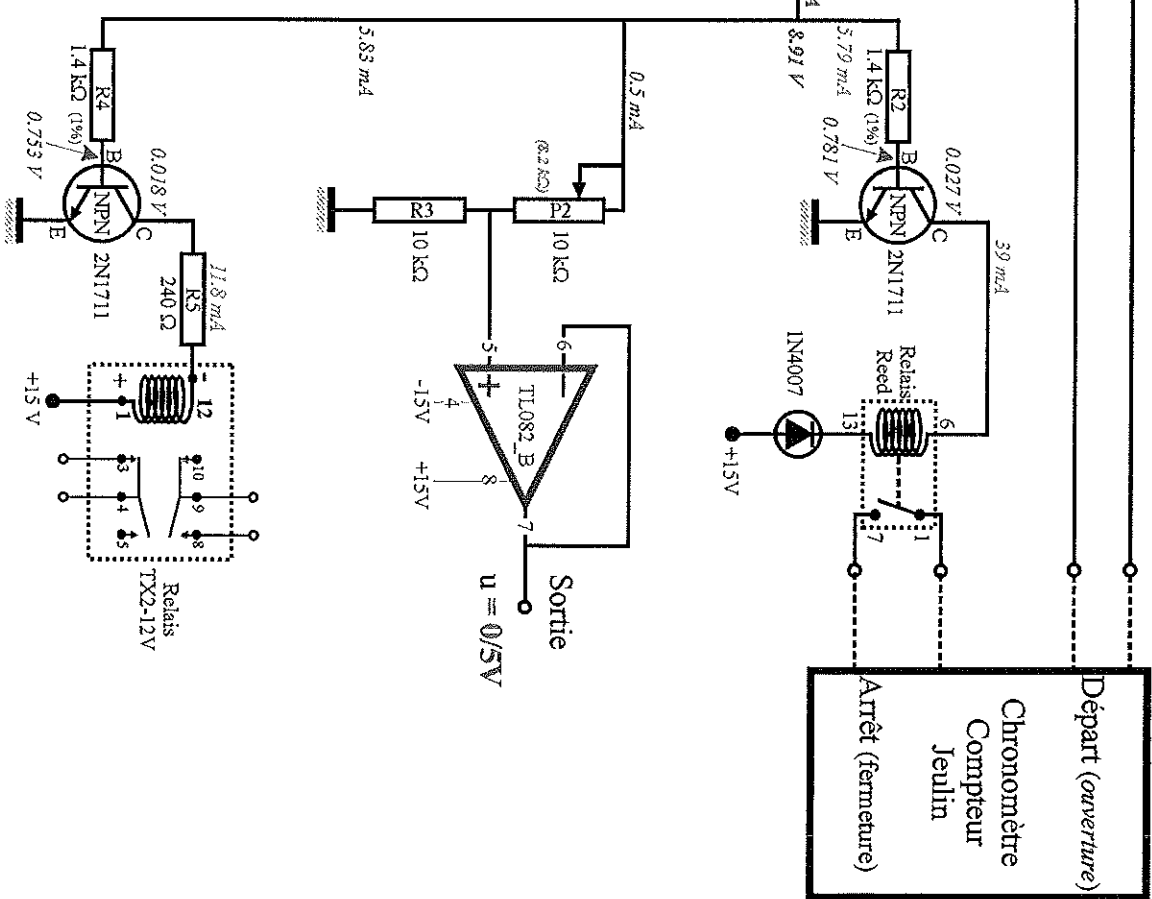 8.91 V
5.79 mA
R2
1.4 kΩ (1%)
B
0.781 V
0.027 V
NPN
C
E
2N1711
39 mA
1N4007
+15V
Relais
Reed
13
6
7
1
Départ (ouverture)
Chronomètre
Compteur
Jeulin
Arrêt (fermeture)
0.5 mA
(8.2 kΩ)
P2
10 kΩ
R3
10 kΩ
5
6
+
−
TL082_B
4
-15V
8
+15V
7
Sortie
u = 0/5V
5.83 mA
R4
1.4 kΩ (1%)
B
0.753 V
0.018 V
NPN
C
E
2N1711
11.8 mA
R5
240 Ω
-
12
+
1
+15 V
3
10
4
9
5
8
Relais
TX2-12V